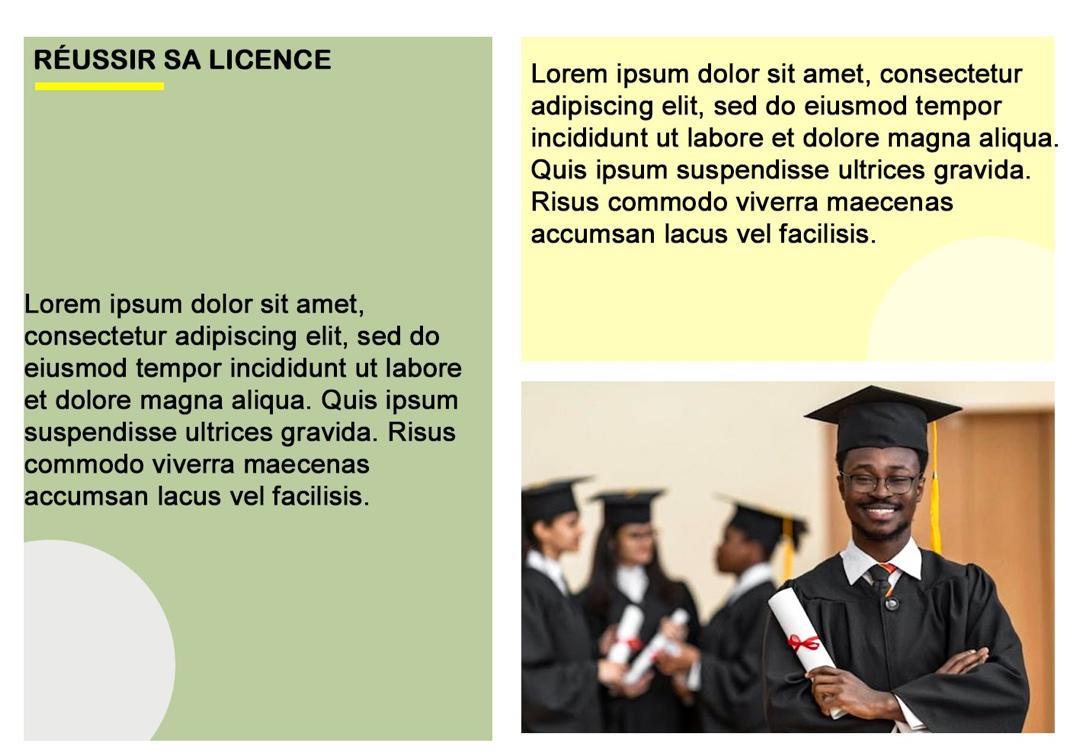 RÉUSSIR SA LICENCE
Lorem ipsum dolor sit amet,
consectetur adipiscing elit, sed do
eiusmod tempor incididunt ut labore
et dolore magna aliqua. Quis ipsum
suspendisse ultrices gravida. Risus
commodo viverra maecenas
accumsan lacus vel facilisis.
Lorem ipsum dolor sit amet, consectetur
adipiscing elit, sed do eiusmod tempor
incididunt ut labore et dolore magna aliqua.
Quis ipsum suspendisse ultrices gravida.
Risus commodo viverra maecenas
accumsan lacus vel facilisis.